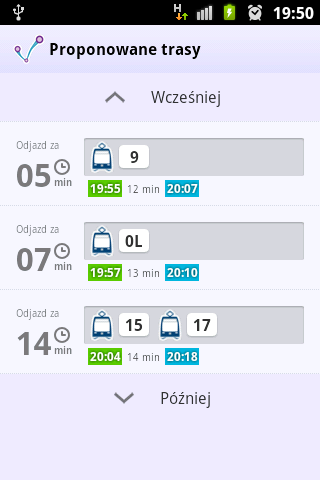 H 19:50
Proponowane trasy
Wcześniej
Odjazd za
05 min
9
19:55 12 min 20:07
Odjazd za
07 min
0L
19:57 13 min 20:10
Odjazd za
14 min
15 17
20:04 14 min 20:18
Później